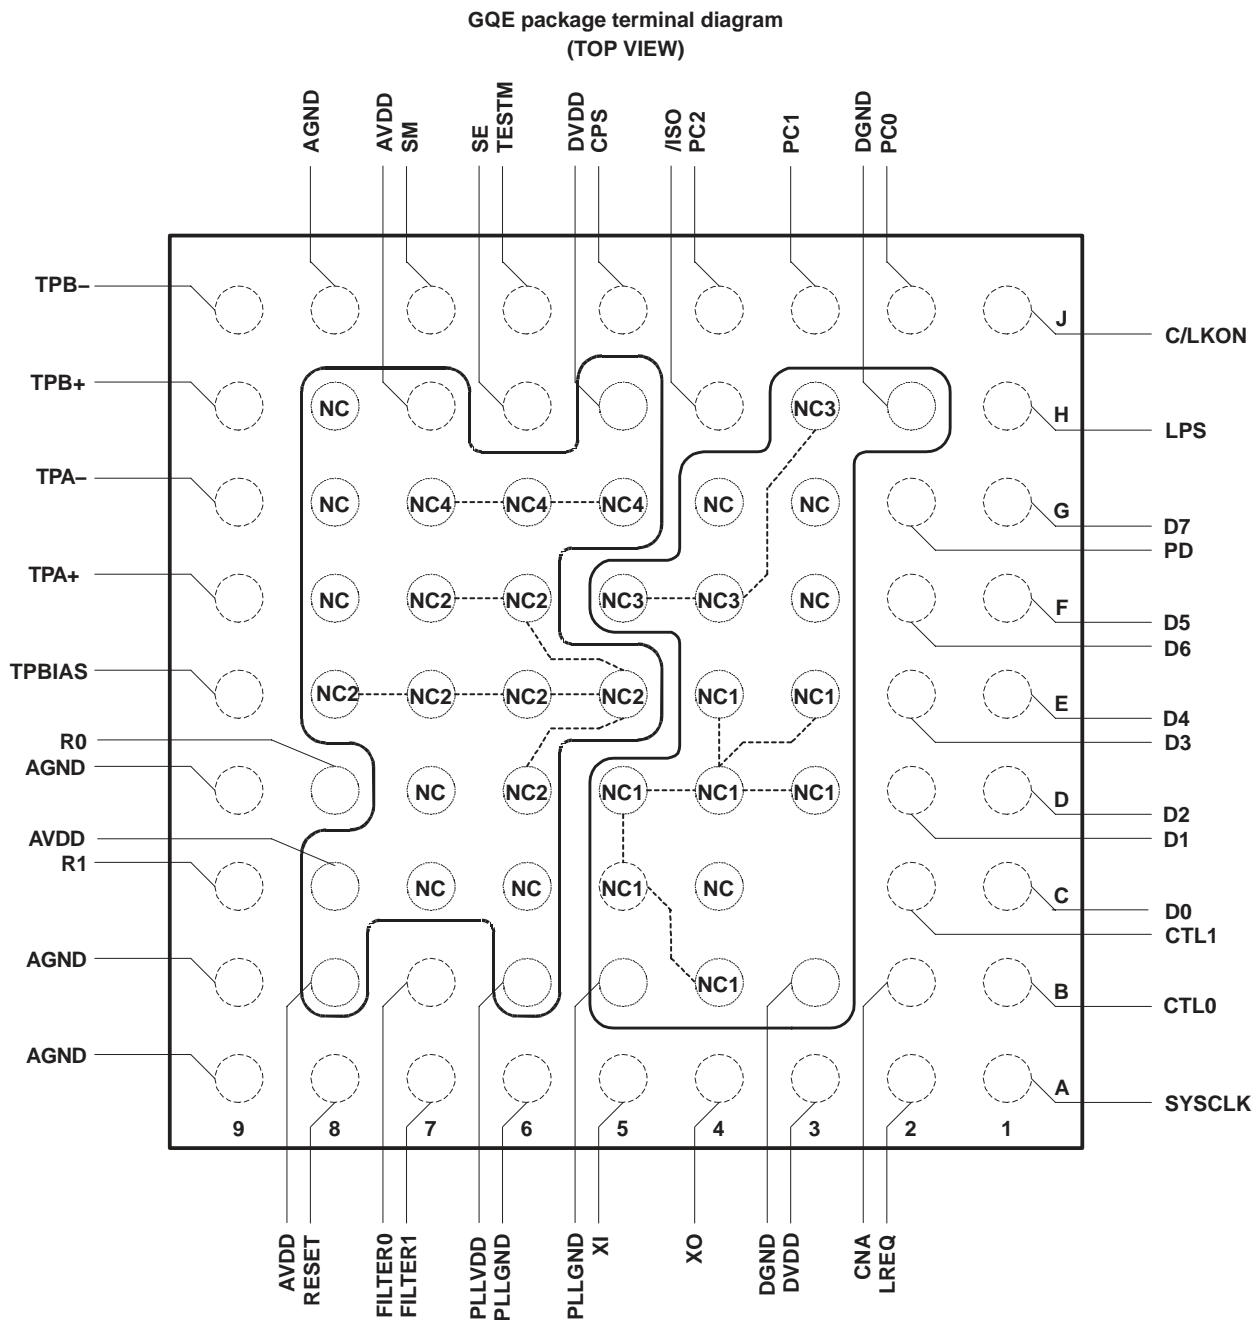 GQE package terminal diagram
(TOP VIEW)
AGND
AVDD
SM
SE
TESTM
DVDD
CPS
/ISO
PC2
PC1
DGND
PC0
TPB–
J
C/LKON
TPB+
NC
NC3
H
LPS
TPA–
NC
NC4
NC4
NC4
NC
NC
G
D7
PD
TPA+
NC
NC2
NC2
NC3
NC3
NC
F
D5
D6
TPBIAS
NC2
NC2
NC2
NC2
NC1
NC1
E
D4
D3
R0
AGND
NC
NC2
NC1
NC1
NC1
D
D2
D1
AVDD
R1
NC
NC
NC1
NC
C
D0
CTL1
AGND
NC1
B
CTL0
AGND
A
SYSCLK
9 8 7 6 5 4 3 2 1
AVDD
RESET
FILTER0
FILTER1
PLLVDD
PLLGND
PLLGND
XI
XO
DGND
DVDD
CNA
LREQ